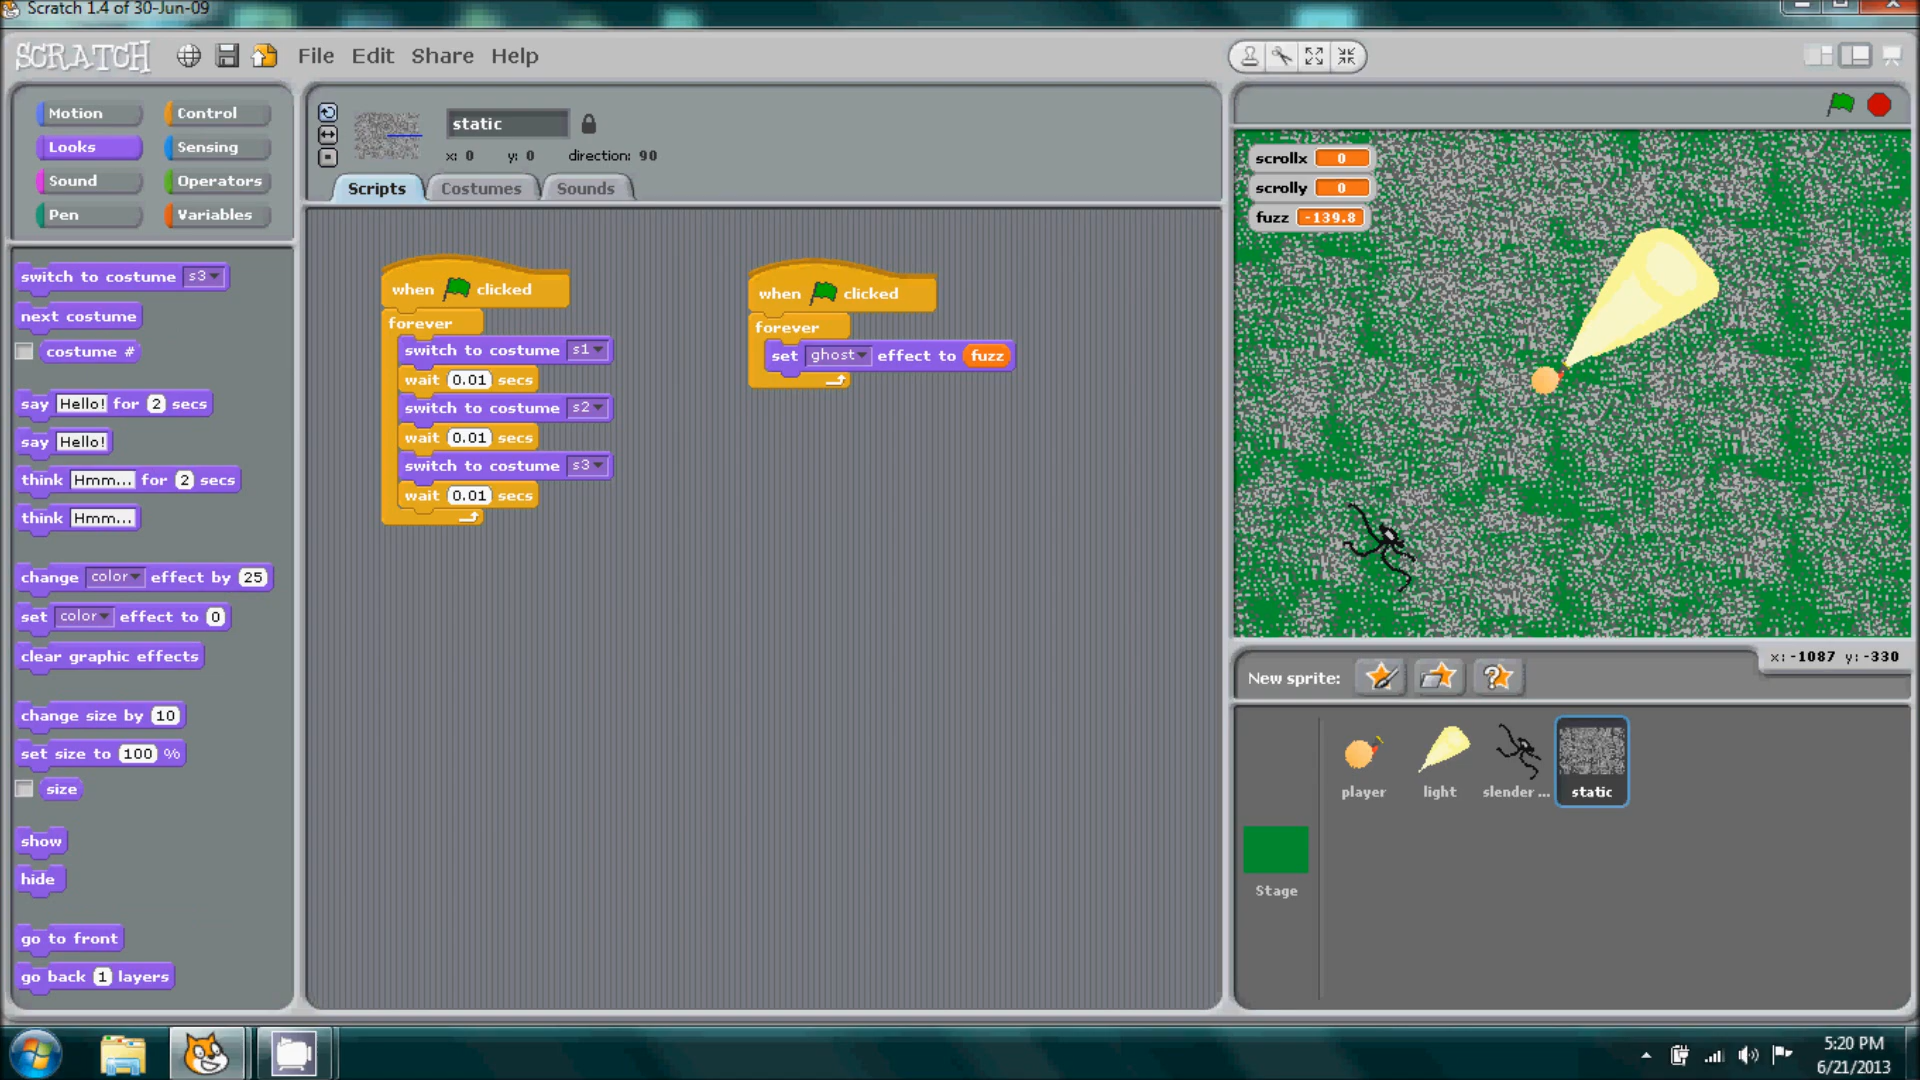 Scratch 1.4 of 30-Jun-09
SCRATCH
File Edit Share Help
Motion Control
Looks Sensing
Sound Operators
Pen Variables
switch to costume s3
next costume
costume #
say Hello! for 2 secs
say Hello!
think Hmm... for 2 secs
think Hmm...
change color effect by 25
set color effect to 0
clear graphic effects
change size by 10
set size to 100 %
size
show
hide
go to front
go back 1 layers
static
x: 0 y: 0 direction: 90
Scripts Costumes Sounds
when clicked
forever
switch to costume s1
wait 0.01 secs
switch to costume s2
wait 0.01 secs
switch to costume s3
wait 0.01 secs
when clicked
forever
set ghost effect to fuzz
scrollx 0
scrolly 0
fuzz -139.8
x: -1087 y: -330
New sprite:
player light slender ... static
Stage
5:20 PM
6/21/2013